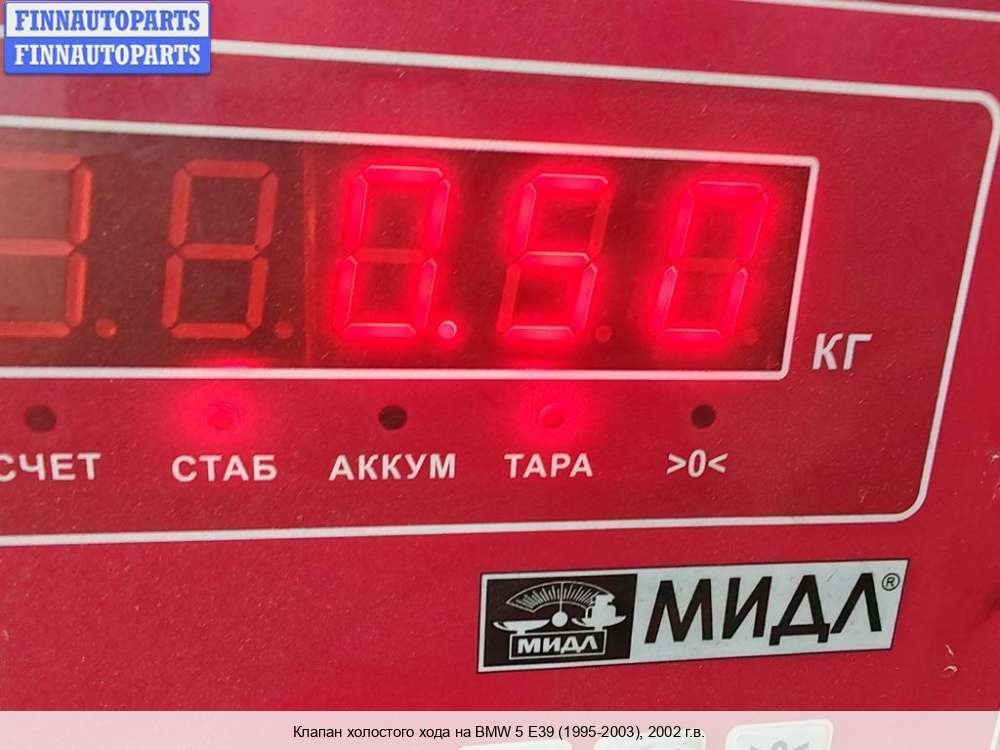 FINNAUTOPARTS
FINNAUTOPARTS
0.50
КГ
СЧЕТ СТАБ АККУМ ТАРА >0<
МИДЛ МИДЛ®
Клапан холостого хода на BMW 5 E39 (1995-2003), 2002 г.в.